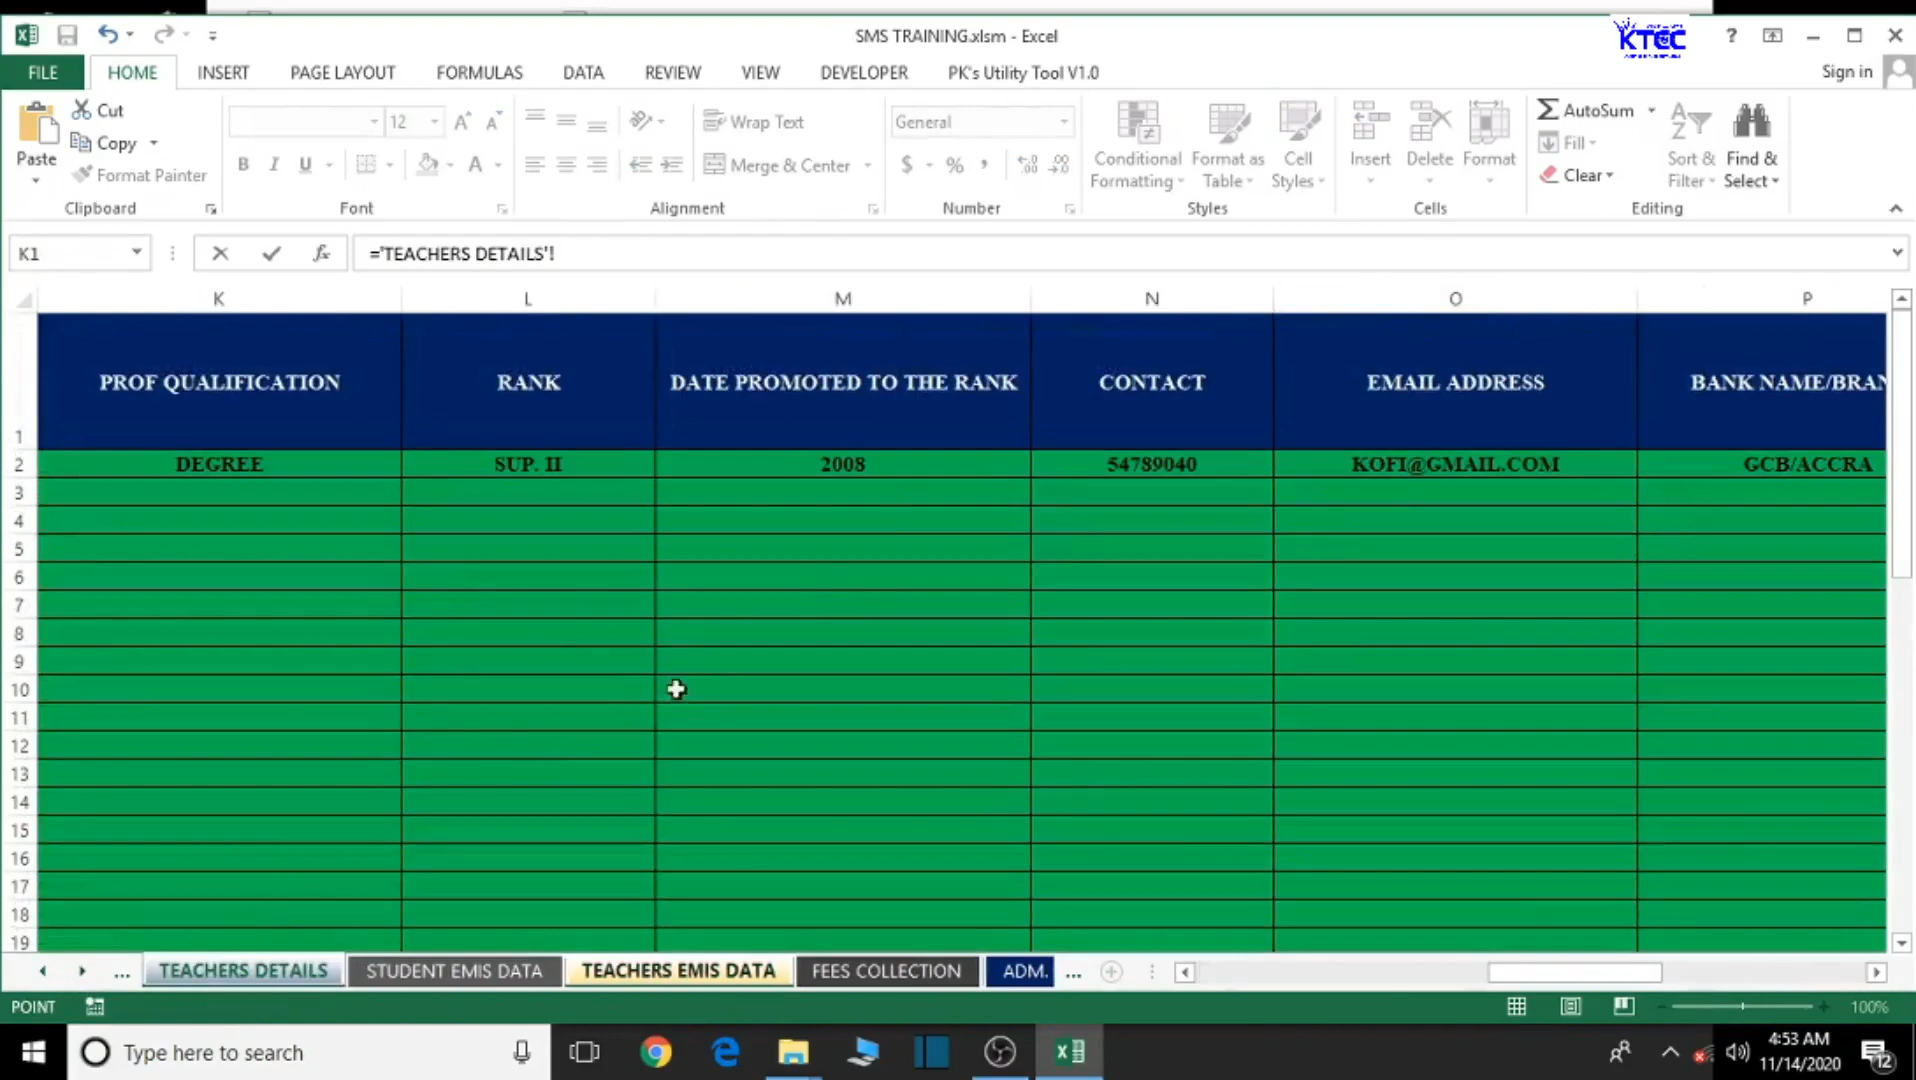 SMS TRAINING.xlsm - Excel
KTCC
?
FILE
HOME
INSERT
PAGE LAYOUT
FORMULAS
DATA
REVIEW
VIEW
DEVELOPER
PK's Utility Tool V1.0
Sign in
Paste
Cut
Copy
Format Painter
Clipboard
12
B I U
Font
Wrap Text
Merge & Center
Alignment
General
$ % ,
Number
Conditional
Formatting
Format as
Table
Cell
Styles
Styles
Insert
Delete
Format
Cells
AutoSum
Fill
Clear
Sort &
Filter
Find &
Select
Editing
K1
fx
='TEACHERS DETAILS'!
K L M N O P
1 PROF QUALIFICATION RANK DATE PROMOTED TO THE RANK CONTACT EMAIL ADDRESS BANK NAME/BRAN
2 DEGREE SUP. II 2008 54789040 KOFI@GMAIL.COM GCB/ACCRA
3
4
5
6
7
8
9
10
11
12
13
14
15
16
17
18
19
... TEACHERS DETAILS STUDENT EMIS DATA TEACHERS EMIS DATA FEES COLLECTION ADM. ...
POINT
100%
Type here to search
4:53 AM
11/14/2020
12